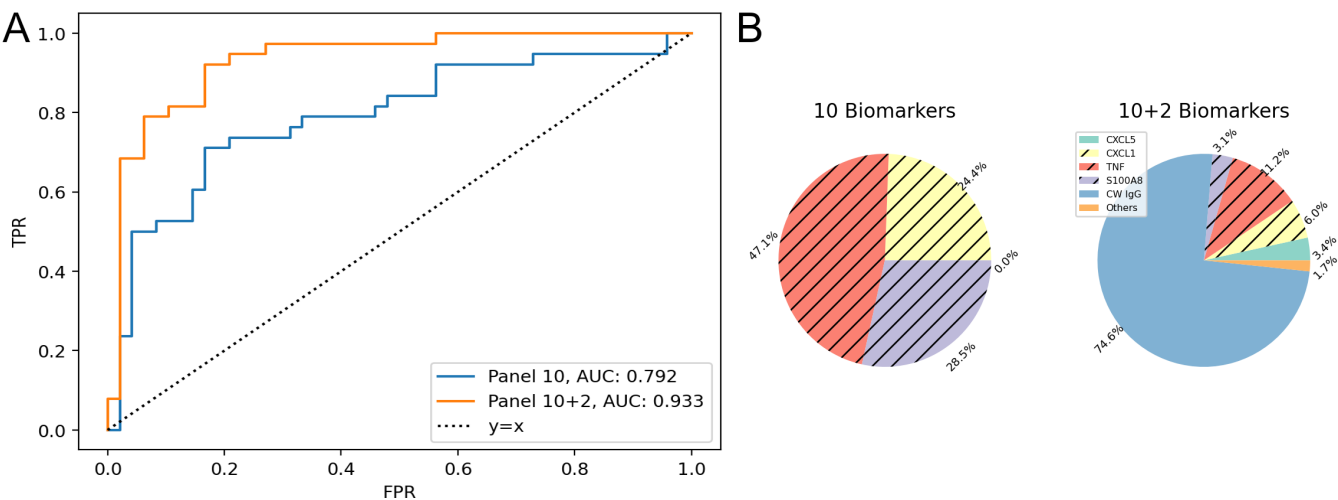 A
1.0
0.8
0.6
0.4
0.2
0.0
TPR
0.0
0.2
0.4
0.6
0.8
1.0
FPR
Panel 10, AUC: 0.792
Panel 10+2, AUC: 0.933
y=x
B
10 Biomarkers
24.4%
47.1%
28.5%
0.0%
10+2 Biomarkers
CXCL5
CXCL1
TNF
S100A8
CW IgG
Others
3.1%
11.2%
6.0%
3.4%
1.7%
74.6%